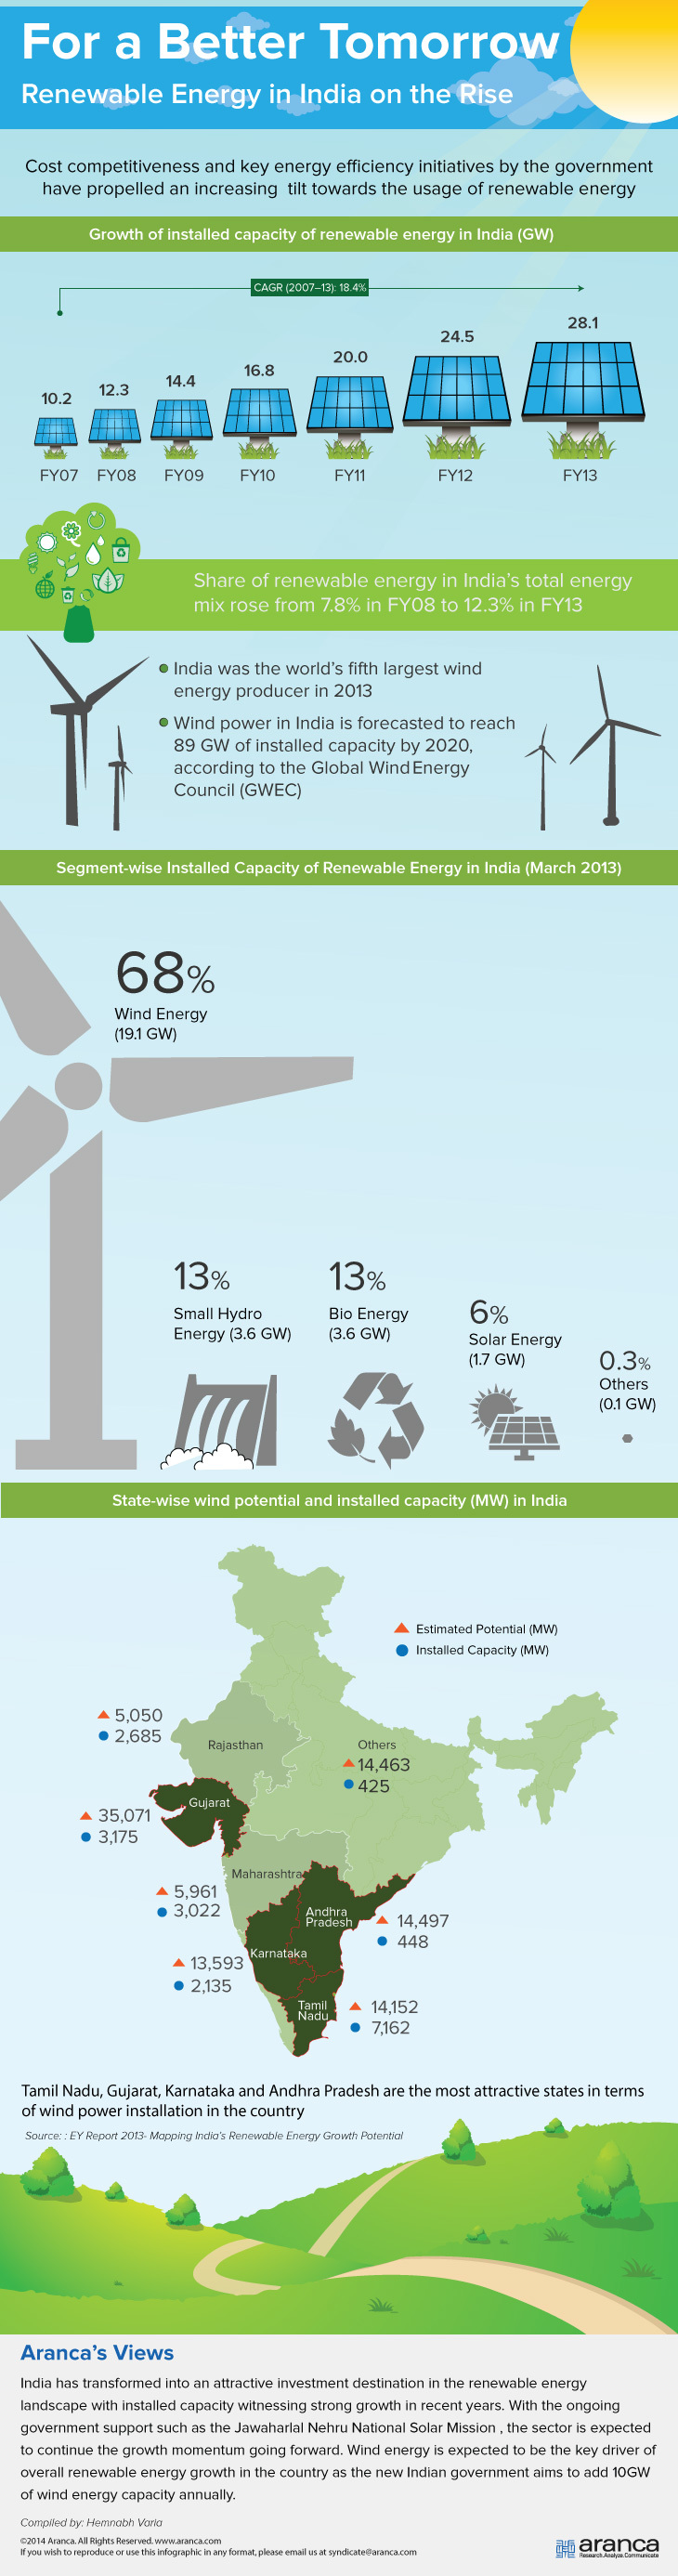 For a Better Tomorrow
Renewable Energy in India on the Rise
Cost competitiveness and key energy efficiency initiatives by the government
have propelled an increasing tilt towards the usage of renewable energy
Growth of installed capacity of renewable energy in India (GW)
CAGR (2007–13): 18.4%
10.2
12.3
14.4
16.8
20.0
24.5
28.1
FY07
FY08
FY09
FY10
FY11
FY12
FY13
Share of renewable energy in India's total energy
mix rose from 7.8% in FY08 to 12.3% in FY13
India was the world's fifth largest wind
energy producer in 2013
Wind power in India is forecasted to reach
89 GW of installed capacity by 2020,
according to the Global Wind Energy
Council (GWEC)
Segment-wise Installed Capacity of Renewable Energy in India (March 2013)
68%
Wind Energy
(19.1 GW)
13%
Small Hydro
Energy (3.6 GW)
13%
Bio Energy
(3.6 GW)
6%
Solar Energy
(1.7 GW)
0.3%
Others
(0.1 GW)
State-wise wind potential and installed capacity (MW) in India
Estimated Potential (MW)
Installed Capacity (MW)
5,050
2,685
Rajasthan
Others
14,463
425
Gujarat
35,071
3,175
Maharashtra
5,961
3,022
Andhra
Pradesh
14,497
448
Karnataka
13,593
2,135
Tamil
Nadu
14,152
7,162
Tamil Nadu, Gujarat, Karnataka and Andhra Pradesh are the most attractive states in terms
of wind power installation in the country
Source: : EY Report 2013- Mapping India's Renewable Energy Growth Potential
Aranca's Views
India has transformed into an attractive investment destination in the renewable energy
landscape with installed capacity witnessing strong growth in recent years. With the ongoing
government support such as the Jawaharlal Nehru National Solar Mission , the sector is expected
to continue the growth momentum going forward. Wind energy is expected to be the key driver of
overall renewable energy growth in the country as the new Indian government aims to add 10GW
of wind energy capacity annually.
Compiled by: Hemnabh Varia
©2014 Aranca. All Rights Reserved. www.aranca.com
If you wish to reproduce or use this infographic in any format, please email us at syndicate@aranca.com
aranca
Research.Analyze.Communicate